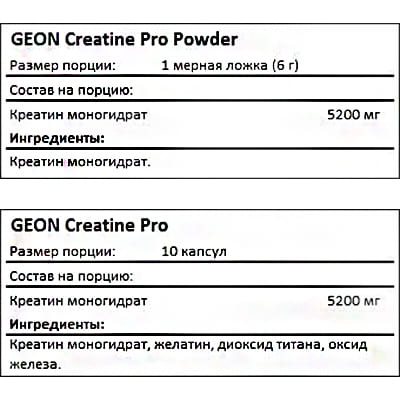 GEON Creatine Pro Powder
Размер порции: 1 мерная ложка (6 г)
Состав на порцию:
Креатин моногидрат 5200 мг
Ингредиенты:
Креатин моногидрат.
GEON Creatine Pro
Размер порции: 10 капсул
Состав на порцию:
Креатин моногидрат 5200 мг
Ингредиенты:
Креатин моногидрат, желатин, диоксид титана, оксид
железа.